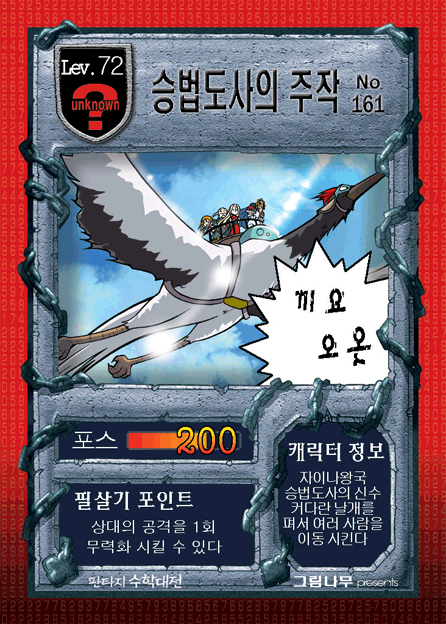 Lev. 72
unknown
?
승법도사의 주작
No
161
끼요
오옷
포스 200
필살기 포인트
상대의 공격을 1회
무력화 시킬 수 있다
캐릭터 정보
자이나왕국
승법도사의 신수
커다란 날개를
펴서 여러 사람을
이동 시킨다
판타지 수학대전
그림나무 presents